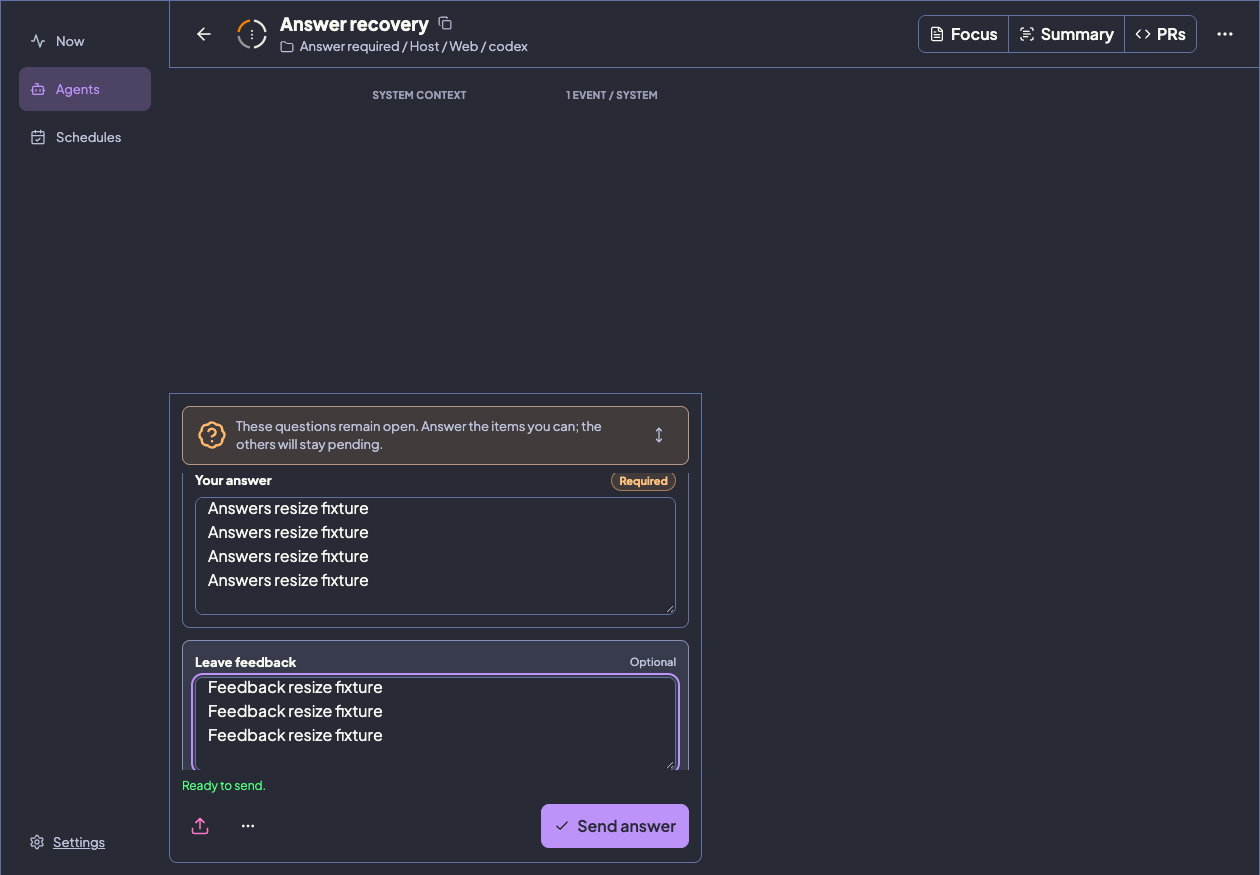 Now
Agents
Schedules
Settings
Answer recovery
Answer required / Host / Web / codex
Focus
Summary
PRs
SYSTEM CONTEXT
1 EVENT / SYSTEM
These questions remain open. Answer the items you can; the
others will stay pending.
Your answer
Required
Answers resize fixture
Answers resize fixture
Answers resize fixture
Answers resize fixture
Leave feedback
Optional
Feedback resize fixture
Feedback resize fixture
Feedback resize fixture
Ready to send.
Send answer